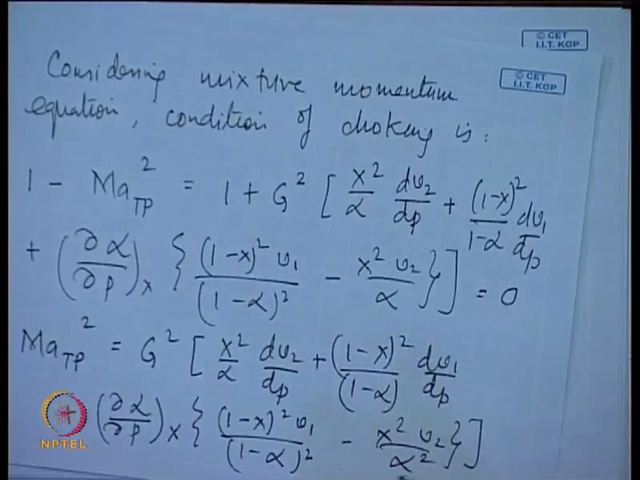 © CET
I.I.T. KGP
© CET
I.I.T. KGP
Considering mixture momentum
equation, condition of choking is:
1 - Ma_TP^2 = 1 + G^2 [ x^2/α dv_2/dp + (1-x)^2/1-α dv_1/dp
+ (∂α/∂p)_x { (1-x)^2 v_1/(1-α)^2 - x^2 v_2/α } ] = 0
Ma_TP^2 = G^2 [ x^2/α dv_2/dp + (1-x)^2/(1-α) dv_1/dp
(∂α/∂p)_x { (1-x)^2 v_1/(1-α)^2 - x^2 v_2/α^2 } ]
NPTEL